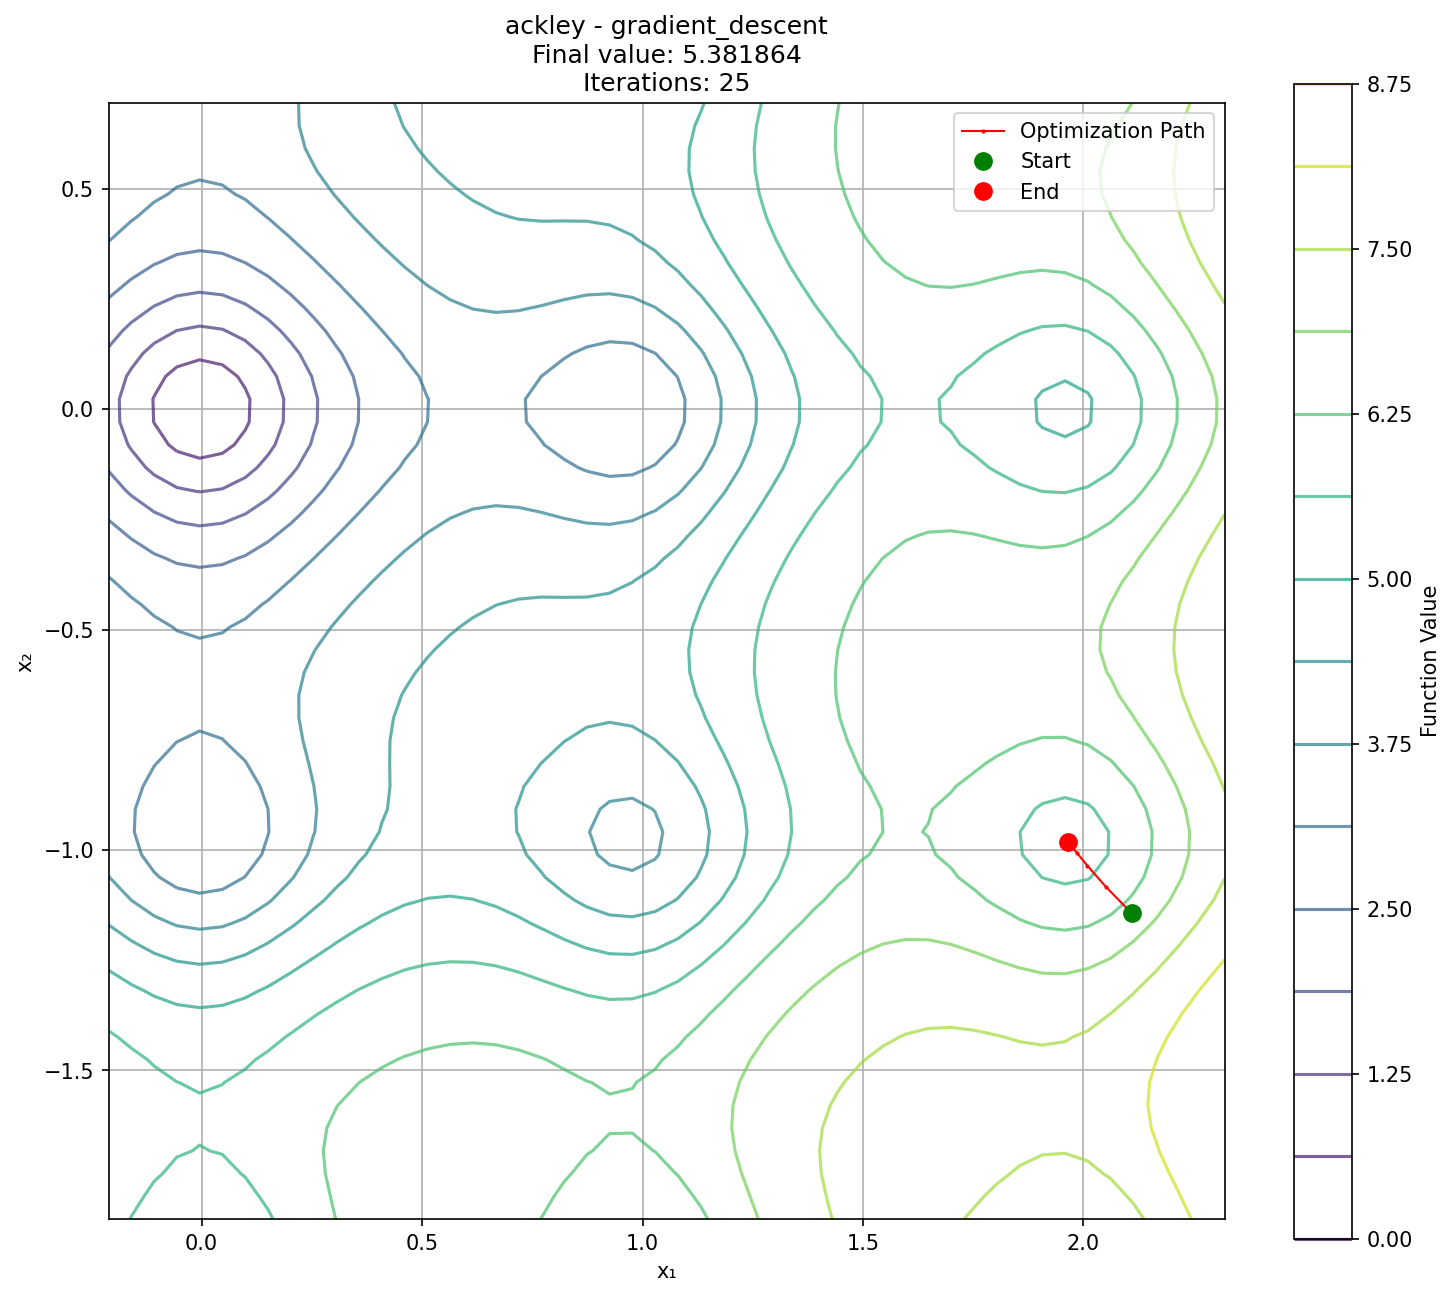 ackley - gradient_descent
Final value: 5.381864
Iterations: 25
Optimization Path
Start
End
0.5
0.0
−0.5
−1.0
−1.5
x₂
0.0
0.5
1.0
1.5
2.0
x₁
8.75
7.50
6.25
5.00
3.75
2.50
1.25
0.00
Function Value